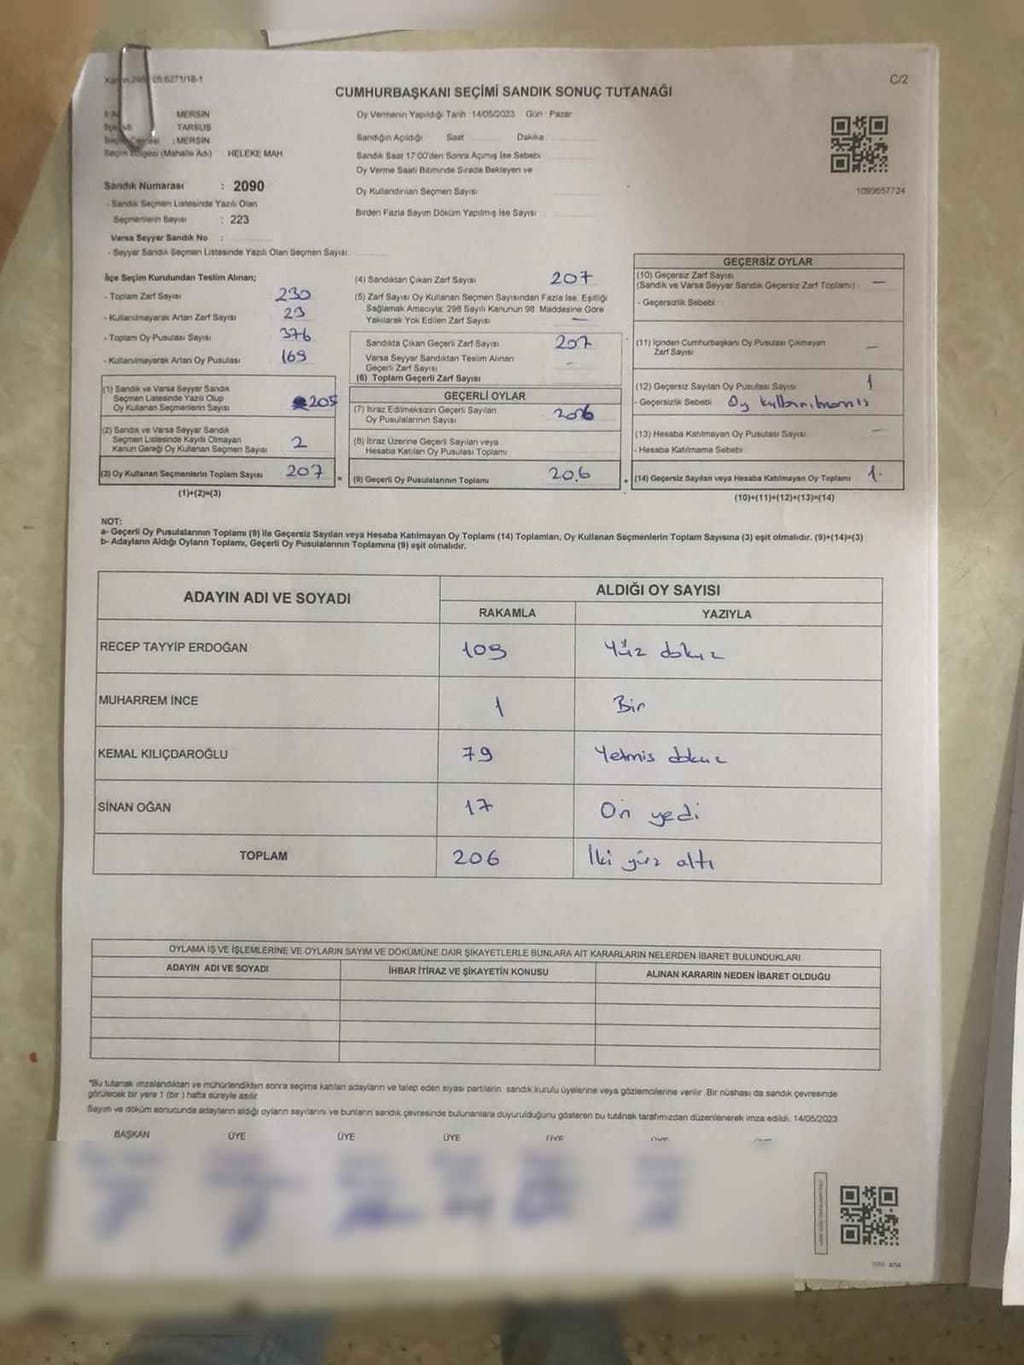 C/2
CUMHURBAŞKANI SEÇİMİ SANDIK SONUÇ TUTANAĞI
MERSİN
TARSUS
: MERSİN
Seçim Bölgesi (Mahalle Adı) HELEKE MAH
Sandık Numarası : 2090
- Sandık Seçmen Listesinde Yazılı Olan
Seçmenlerin Sayısı : 223
Varsa Seyyar Sandık No :
- Seyyar Sandık Seçmen Listesinde Yazılı Olan Seçmen Sayısı:
Oy Vermenin Yapıldığı Tarih 14/05/2023 Gün : Pazar
Sandığın Açıldığı Saat Dakika
Sandık Saat 17:00'den Sonra Açımış İse Sebebi
Oy Verme Saati Bitiminde Sırada Bekleyen ve
Oy Kullandırılan Seçmen Sayısı
Birden Fazla Sayım Döküm Yapılmış İse Sayısı
1093657724
İlçe Seçim Kurulundan Teslim Alınan;
- Toplam Zarf Sayısı 230
- Kullanılmayarak Artan Zarf Sayısı 23
- Toplam Oy Pusulası Sayısı 376
- Kullanılmayarak Artan Oy Pusulası 169
(1) Sandık ve Varsa Seyyar Sandık
Seçmen Listesinde Yazılı Olup
Oy Kullanan Seçmenlerin Sayısı 205
(2) Sandık ve Varsa Seyyar Sandık
Seçmen Listesinde Kayıtlı Olmayan
Kanun Gereği Oy Kullanan Seçmen Sayısı 2
(3) Oy Kullanan Seçmenlerin Toplam Sayısı 207
(1)+(2)=(3)
(4) Sandıktan Çıkan Zarf Sayısı 207
(5) Zarf Sayısı Oy Kullanan Seçmen Sayısından Fazla İse, Eşitliği
Sağlamak Amacıyla; 298 Sayılı Kanunun 98. Maddesine Göre
Yakılarak Yok Edilen Zarf Sayısı —
Sandıkta Çıkan Geçerli Zarf Sayısı 207
Varsa Seyyar Sandıktan Teslim Alınan
Geçerli Zarf Sayısı -
(6) Toplam Geçerli Zarf Sayısı
GEÇERLİ OYLAR
(7) İtiraz Edilmeksizin Geçerli Sayılan
Oy Pusulalarının Sayısı 206
(8) İtiraz Üzerine Geçerli Sayılan veya
Hesaba Katılan Oy Pusulası Toplamı
= (9) Geçerli Oy Pusulalarının Toplamı 206
GEÇERSİZ OYLAR
(10) Geçersiz Zarf Sayısı
(Sandık ve Varsa Seyyar Sandık Geçersiz Zarf Toplamı) —
- Geçersizlik Sebebi
(11) İçinden Cumhurbaşkanı Oy Pusulası Çıkmayan
Zarf Sayısı —
(12) Geçersiz Sayılan Oy Pusulası Sayısı 1
- Geçersizlik Sebebi Oy kullanılmamış
(13) Hesaba Katılmayan Oy Pusulası Sayısı —
- Hesaba Katılmama Sebebi
+ (14) Geçersiz Sayılan veya Hesaba Katılmayan Oy Toplamı 1-
(10)+(11)+(12)+(13)=(14)
NOT:
a- Geçerli Oy Pusulalarının Toplamı (9) ile Geçersiz Sayılan veya Hesaba Katılmayan Oy Toplamı (14) Toplamları, Oy Kullanan Seçmenlerin Toplam Sayısına (3) eşit olmalıdır. (9)+(14)=(3)
b- Adayların Aldığı Oyların Toplamı, Geçerli Oy Pusulalarının Toplamına (9) eşit olmalıdır.
ADAYIN ADI VE SOYADI ALDIĞI OY SAYISI
RAKAMLA YAZIYLA
RECEP TAYYİP ERDOĞAN 109 Yüz dokuz
MUHARREM İNCE 1 Bir
KEMAL KILIÇDAROĞLU 79 Yetmis dokuz
SİNAN OĞAN 17 On yedi
TOPLAM 206 İki yüz altı
OYLAMA İŞ VE İŞLEMLERİNE VE OYLARIN SAYIM VE DÖKÜMÜNE DAİR ŞİKAYETLERLE BUNLARA AİT KARARLARIN NELERDEN İBARET BULUNDUKLARI
ADAYIN ADI VE SOYADI İHBAR İTİRAZ VE ŞİKAYETİN KONUSU ALINAN KARARIN NEDEN İBARET OLDUĞU
*Bu tutanak imzalandıktan ve mühürlendikten sonra seçime katılan adayların ve talep eden siyasi partilerin sandık kurulu üyelerine veya gözlemcilerine verilir. Bir nüshası da sandık çevresinde
görülecek bir yere 1 (bir) hafta süreyle asılır
Sayım ve döküm sonucunda adayların aldığı oyların sayılarını ve bunların sandık çevresinde bulunanlara duyurulduğunu gösteren bu tutanak tarafımızdan düzenlenerek imza edildi. 14/05/2023
BAŞKAN ÜYE ÜYE ÜYE ÜYE